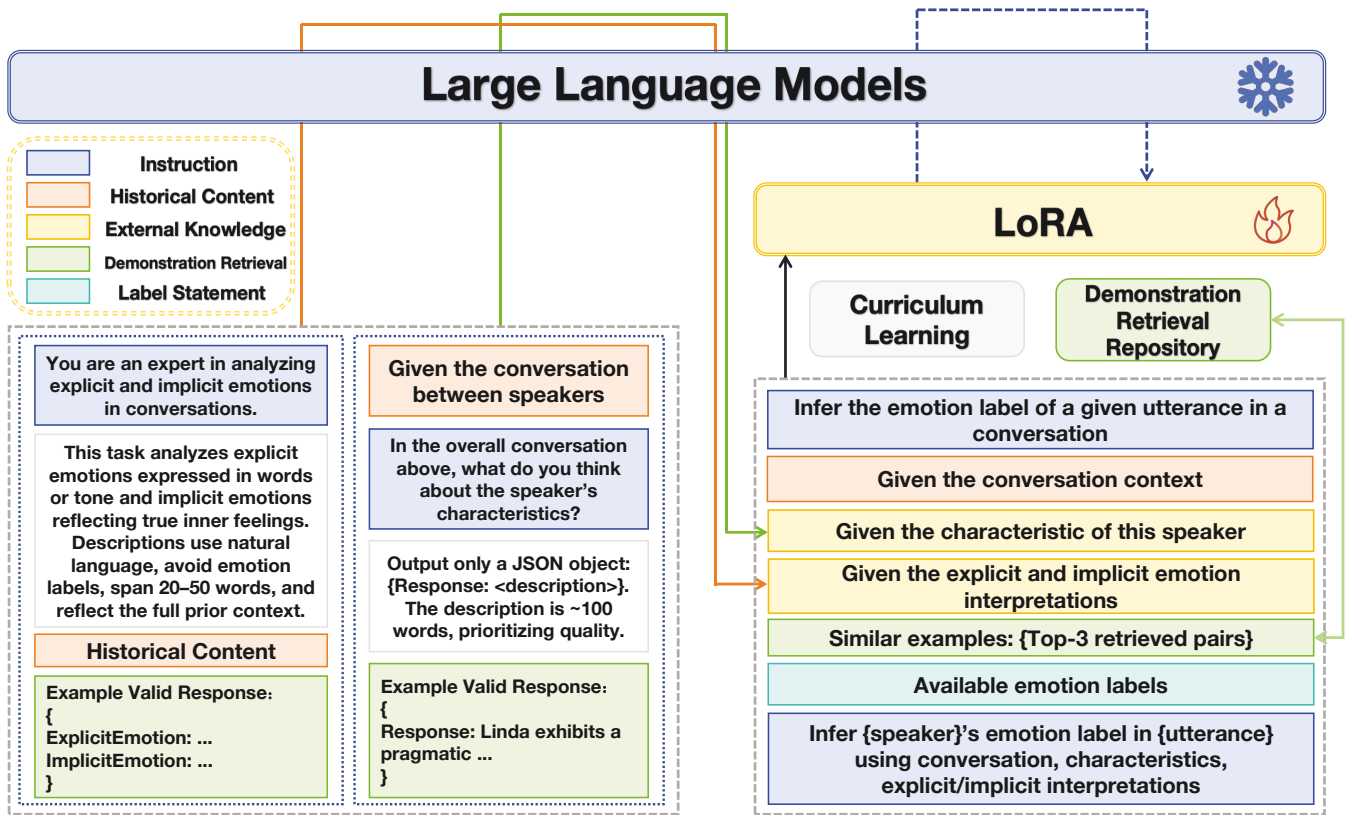 Large Language Models
Instruction
Historical Content
External Knowledge
Demonstration Retrieval
Label Statement
You are an expert in analyzing
explicit and implicit emotions
in conversations.
This task analyzes explicit
emotions expressed in words
or tone and implicit emotions
reflecting true inner feelings.
Descriptions use natural
language, avoid emotion
labels, span 20–50 words, and
reflect the full prior context.
Historical Content
Example Valid Response:
{
ExplicitEmotion: ...
ImplicitEmotion: ...
}
Given the conversation
between speakers
In the overall conversation
above, what do you think
about the speaker’s
characteristics?
Output only a JSON object:
{Response: <description>}.
The description is ~100
words, prioritizing quality.
Example Valid Response:
{
Response: Linda exhibits a
pragmatic ...
}
LoRA
Curriculum
Learning
Demonstration
Retrieval
Repository
Infer the emotion label of a given utterance in a
conversation
Given the conversation context
Given the characteristic of this speaker
Given the explicit and implicit emotion
interpretations
Similar examples: {Top-3 retrieved pairs}
Available emotion labels
Infer {speaker}’s emotion label in {utterance}
using conversation, characteristics,
explicit/implicit interpretations